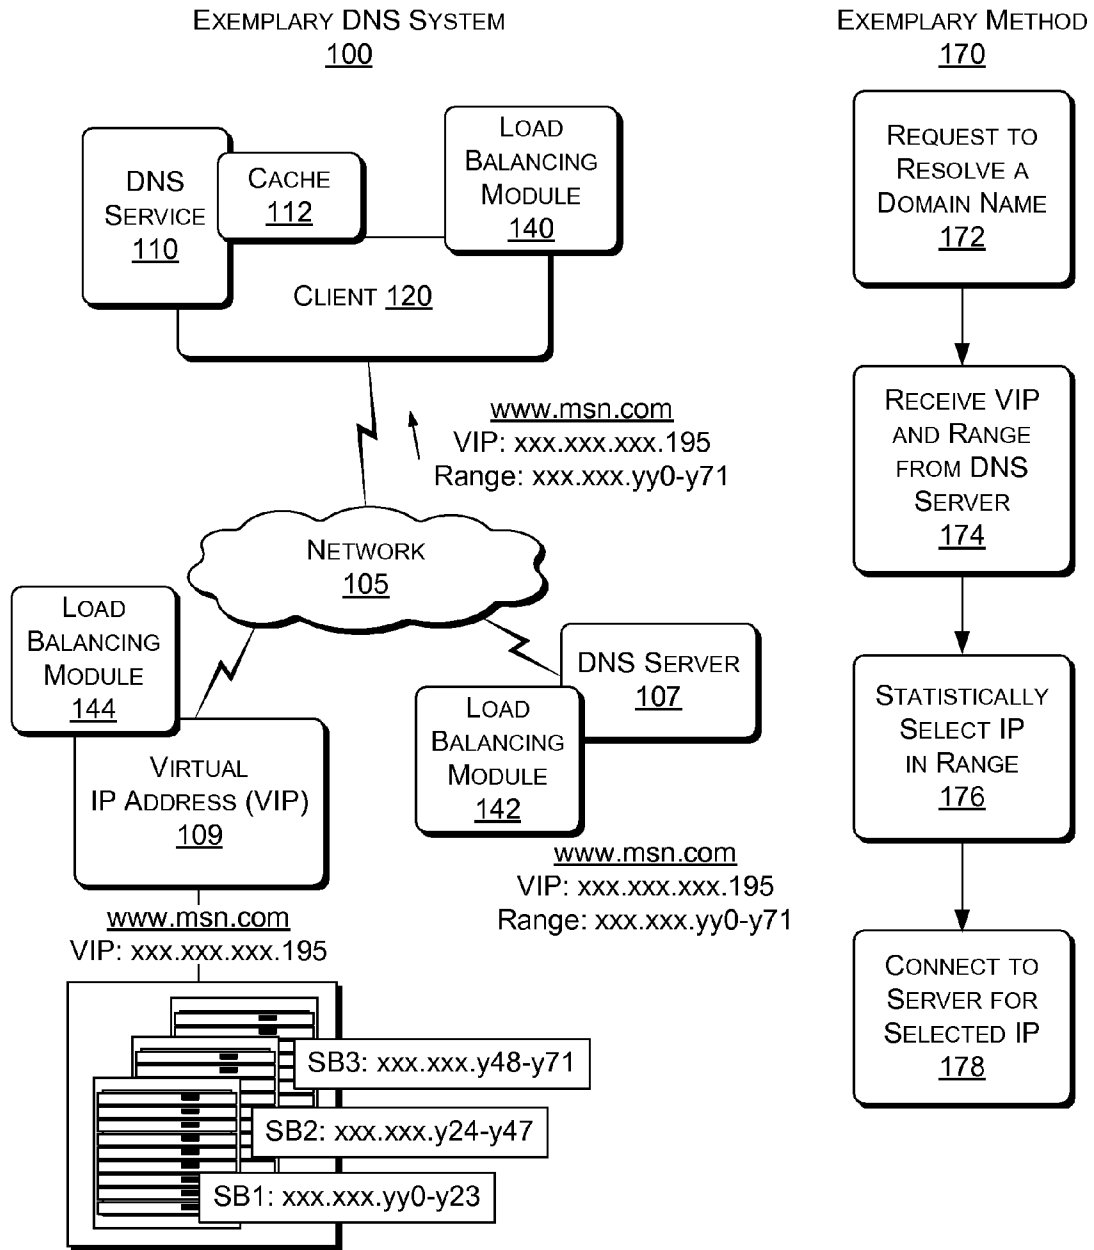 EXEMPLARY DNS SYSTEM
100
DNS
SERVICE
110
CACHE
112
LOAD
BALANCING
MODULE
140
CLIENT 120
www.msn.com
VIP: xxx.xxx.xxx.195
Range: xxx.xxx.yy0-y71
NETWORK
105
LOAD
BALANCING
MODULE
144
VIRTUAL
IP ADDRESS (VIP)
109
DNS SERVER
107
LOAD
BALANCING
MODULE
142
www.msn.com
VIP: xxx.xxx.xxx.195
Range: xxx.xxx.yy0-y71
www.msn.com
VIP: xxx.xxx.xxx.195
SB3: xxx.xxx.y48-y71
SB2: xxx.xxx.y24-y47
SB1: xxx.xxx.yy0-y23
EXEMPLARY METHOD
170
REQUEST TO
RESOLVE A
DOMAIN NAME
172
RECEIVE VIP
AND RANGE
FROM DNS
SERVER
174
STATISTICALLY
SELECT IP
IN RANGE
176
CONNECT TO
SERVER FOR
SELECTED IP
178